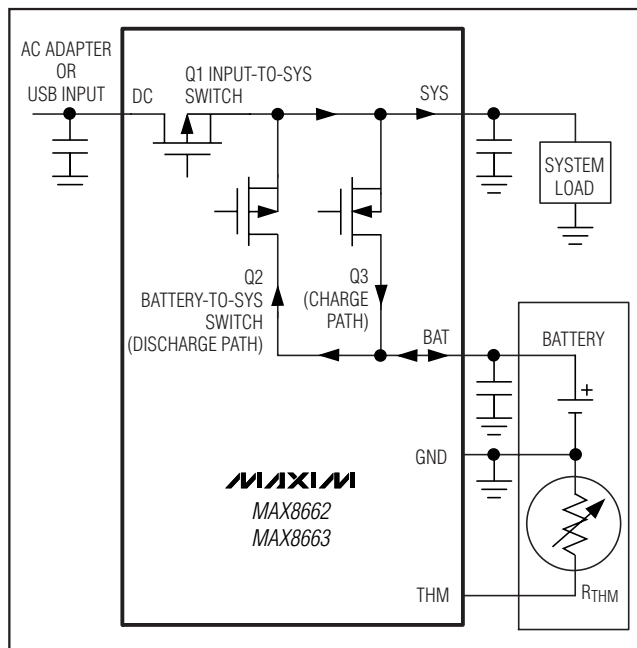 AC ADAPTER
OR
USB INPUT
DC
Q1 INPUT-TO-SYS
SWITCH
SYS
SYSTEM
LOAD
Q2
BATTERY-TO-SYS
SWITCH
(DISCHARGE PATH)
Q3
(CHARGE
PATH)
BAT
BATTERY
+
GND
MAXIM
MAX8662
MAX8663
THM
RTHM